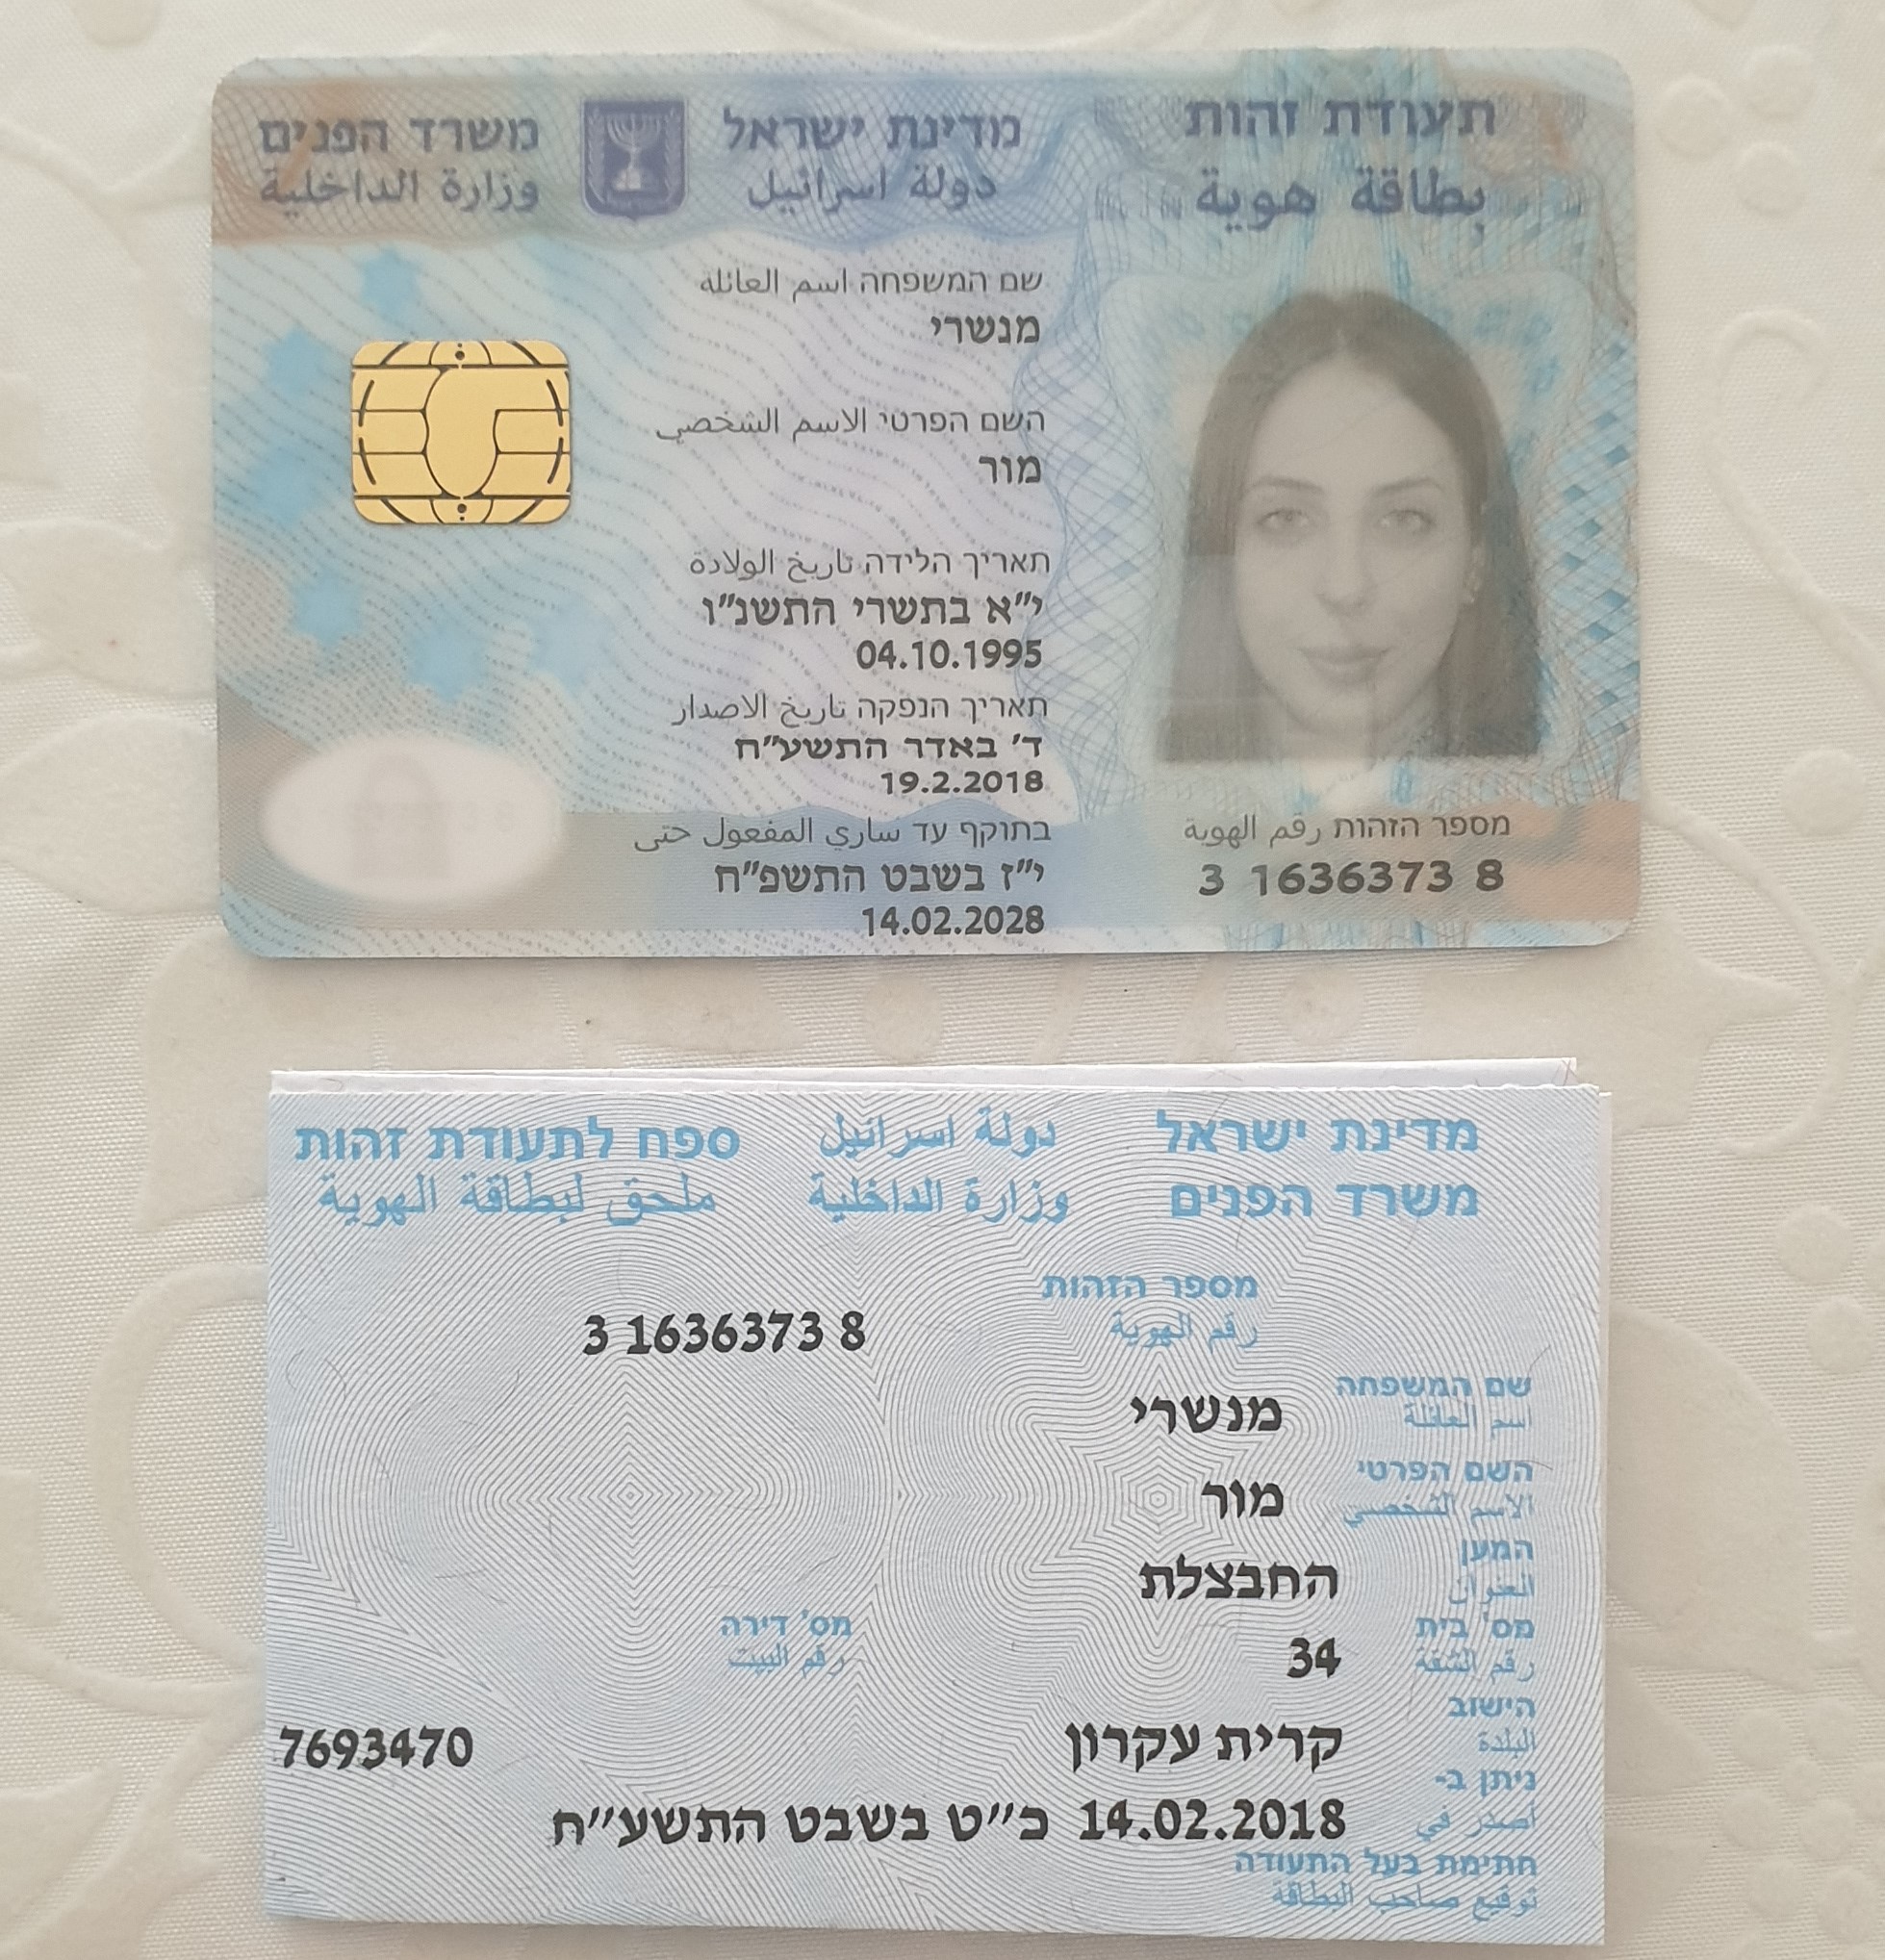 תעודת זהות
بطاقة هوية
מדינת ישראל
دولة اسرائيل
משרד הפנים
وزارة الداخلية
שם המשפחה اسم العائلة
מנשרי
השם הפרטי الاسم الشخصي
מור
תאריך הלידה تاريخ الولادة
י"א בתשרי התשנ"ו
04.10.1995
תאריך הנפקה تاريخ الاصدار
ד' באדר התשע"ח
19.2.2018
בתוקף עד ساري المفعول حتى
י"ז בשבט התשפ"ח
14.02.2028
מספר הזהות رقم الهوية
3 1636373 8
מדינת ישראל دولة اسرائيل ספח לתעודת זהות
משרד הפנים وزارة الداخلية ملحق لبطاقة الهوية
מספר הזהות
رقم الهوية
3 1636373 8
שם המשפחה
اسم العائلة
מנשרי
השם הפרטי
الاسم الشخصي
מור
המען
العنوان
החבצלת
מס' בית
رقم الشقة
34
מס' דירה
رقم البيت
הישוב
البلدة
קרית עקרון 7693470
ניתן ב-
أصدر في
14.02.2018 כ"ט בשבט התשע"ח
חתימת בעל התעודה
توقيع صاحب البطاقة